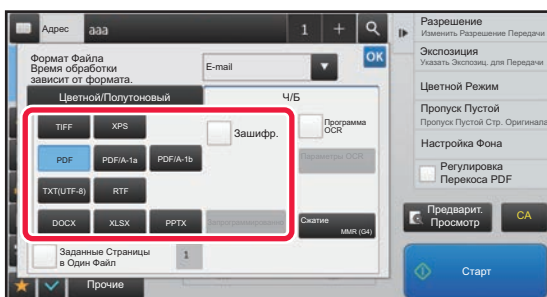 Адрес aaa 1 +
Формат Файла
Время обработки
зависит от формата.
E-mail
OK
Цветной/Полутоновый
Ч/Б
TIFF XPS
Зашифр.
Программа
OCR
PDF PDF/A-1a PDF/A-1b
Параметры OCR
TXT(UTF-8) RTF
DOCX XLSX PPTX
Сжатие
MMR (G4)
Заданные Страницы
в Один Файл
1
Прочие
Разрешение
Изменить Разрешение Передачи
Экспозиция
Указать Экспозиц. для Передачи
Цветной Режим
Пропуск Пустой
Пропуск Пустой Стр. Оригинала
Настройка Фона
Регулировка
Перекоса PDF
Предварит.
Просмотр
CA
Старт